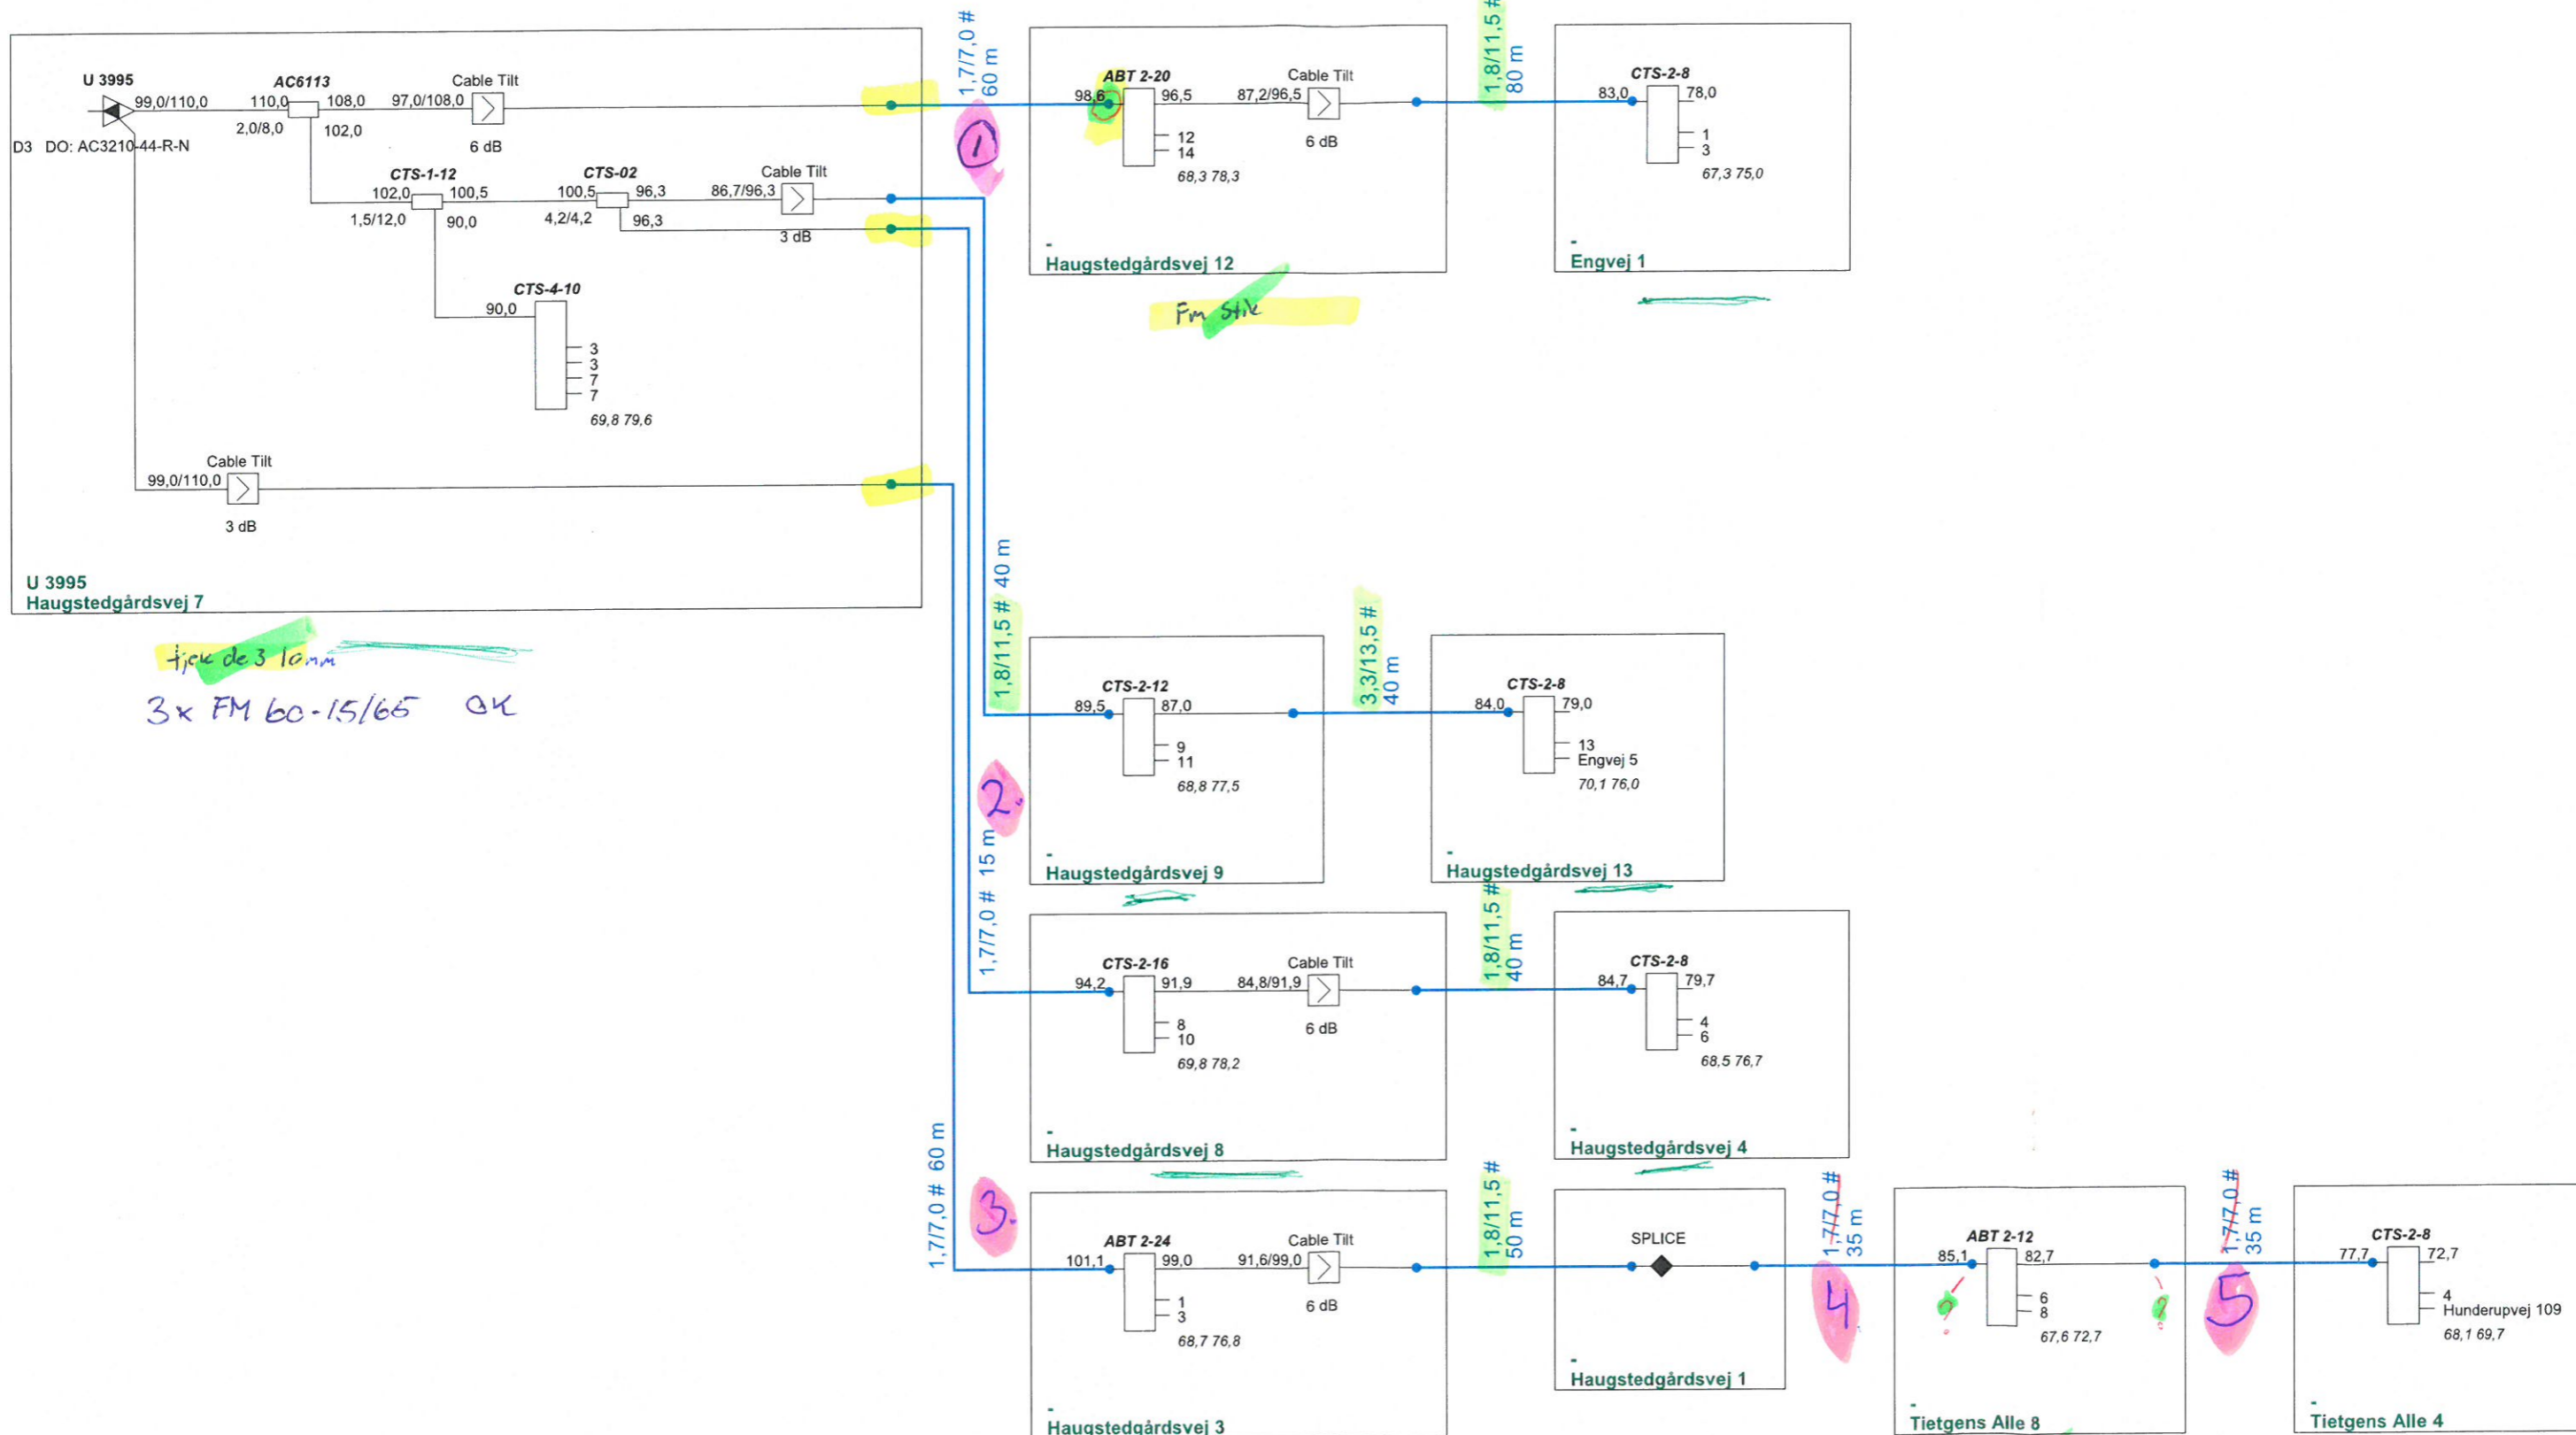 U 3995
99,0/110,0
D3 DO: AC3210-44-R-N
AC6113
110,0 108,0
2,0/8,0 102,0
97,0/108,0
Cable Tilt
6 dB
CTS-1-12
102,0 100,5
1,5/12,0 90,0
CTS-02
100,5 96,3
4,2/4,2 96,3
86,7/96,3
Cable Tilt
3 dB
CTS-4-10
90,0
3
3
7
7
69,8 79,6
Cable Tilt
99,0/110,0
3 dB
U 3995
Haugstedgårdsvej 7
tjek de 3 10mm
3x FM 60-15/65 OK
1,7/7,0 #
60 m
1
ABT 2-20
98,6 96,5
12
14
68,3 78,3
87,2/96,5
Cable Tilt
6 dB
-
Haugstedgårdsvej 12
Fm Stik
1,8/11,5 #
80 m
CTS-2-8
83,0 78,0
1
3
67,3 75,0
-
Engvej 1
1,8/11,5 # 40 m
CTS-2-12
89,5 87,0
9
11
68,8 77,5
-
Haugstedgårdsvej 9
3,3/13,5 #
40 m
CTS-2-8
84,0 79,0
13
Engvej 5
70,1 76,0
-
Haugstedgårdsvej 13
2.
1,7/7,0 # 15 m
CTS-2-16
94,2 91,9
8
10
69,8 78,2
84,8/91,9
Cable Tilt
6 dB
-
Haugstedgårdsvej 8
1,8/11,5 #
40 m
CTS-2-8
84,7 79,7
4
6
68,5 76,7
-
Haugstedgårdsvej 4
1,7/7,0 # 60 m
3.
ABT 2-24
101,1 99,0
1
3
68,7 76,8
91,6/99,0
Cable Tilt
6 dB
-
Haugstedgårdsvej 3
1,8/11,5 #
50 m
SPLICE
-
Haugstedgårdsvej 1
1,7/7,0 #
35 m
4
ABT 2-12
85,1 82,7
6
8
67,6 72,7
?
?
-
Tietgens Alle 8
1,7/7,0 #
35 m
5
CTS-2-8
77,7 72,7
4
Hunderupvej 109
68,1 69,7
-
Tietgens Alle 4